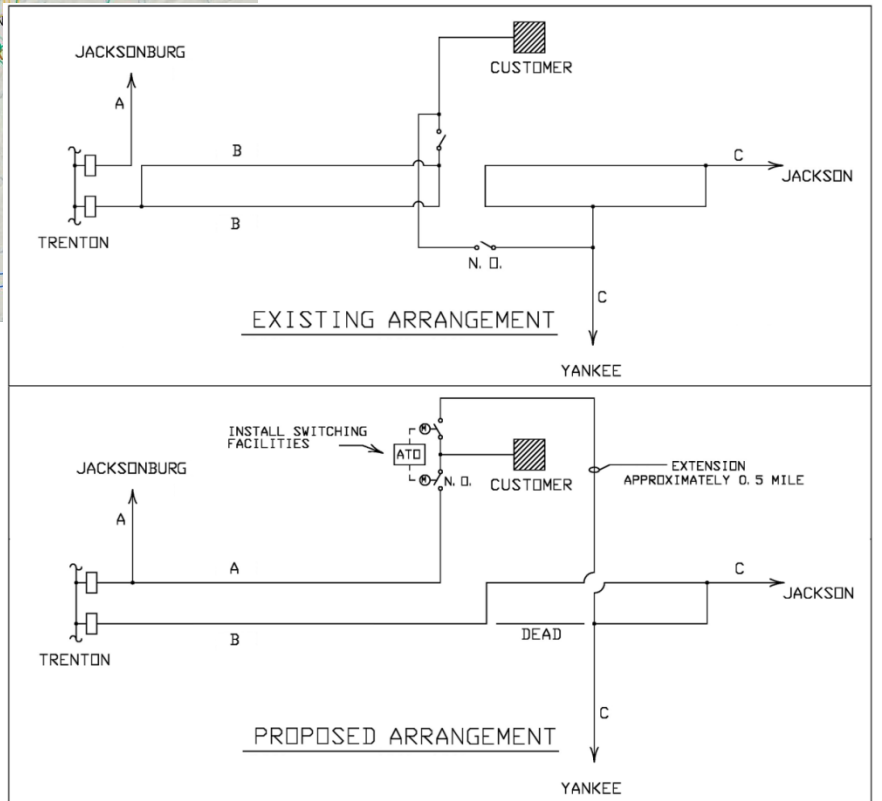 JACKSONBURG
A
CUSTOMER
B
C
JACKSON
B
TRENTON
N. O.
C
EXISTING ARRANGEMENT
YANKEE
INSTALL SWITCHING
FACILITIES
M
ATO
JACKSONBURG
M
N. O.
CUSTOMER
EXTENSION
APPROXIMATELY 0.5 MILE
A
A
C
JACKSON
B
DEAD
TRENTON
C
PROPOSED ARRANGEMENT
YANKEE